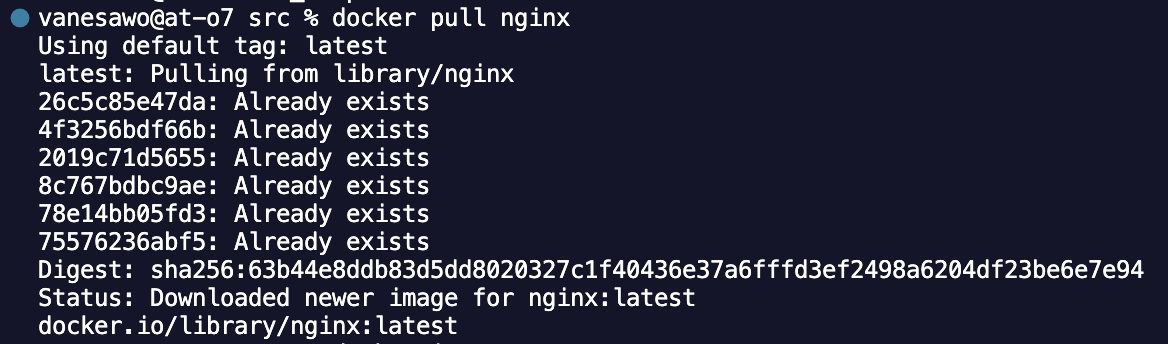 vanesawo@at-o7 src % docker pull nginx
Using default tag: latest
latest: Pulling from library/nginx
26c5c85e47da: Already exists
4f3256bdf66b: Already exists
2019c71d5655: Already exists
8c767bdbc9ae: Already exists
78e14bb05fd3: Already exists
75576236abf5: Already exists
Digest: sha256:63b44e8ddb83d5dd8020327c1f40436e37a6fffd3ef2498a6204df23be6e7e94
Status: Downloaded newer image for nginx:latest
docker.io/library/nginx:latest